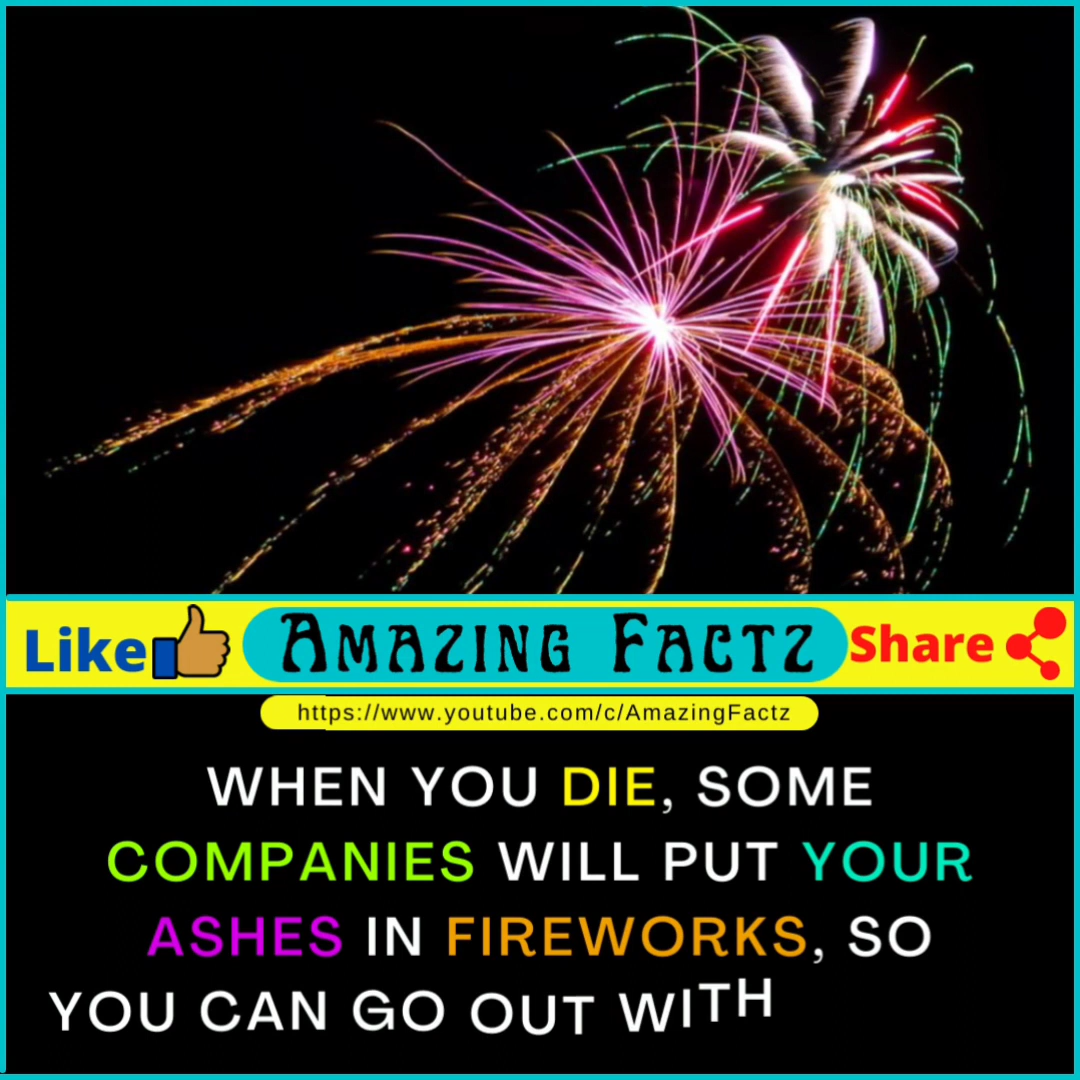 Like AMAZING FACTZ Share
https://www.youtube.com/c/AmazingFactz
WHEN YOU DIE, SOME
COMPANIES WILL PUT YOUR
ASHES IN FIREWORKS, SO
YOU CAN GO OUT WITH